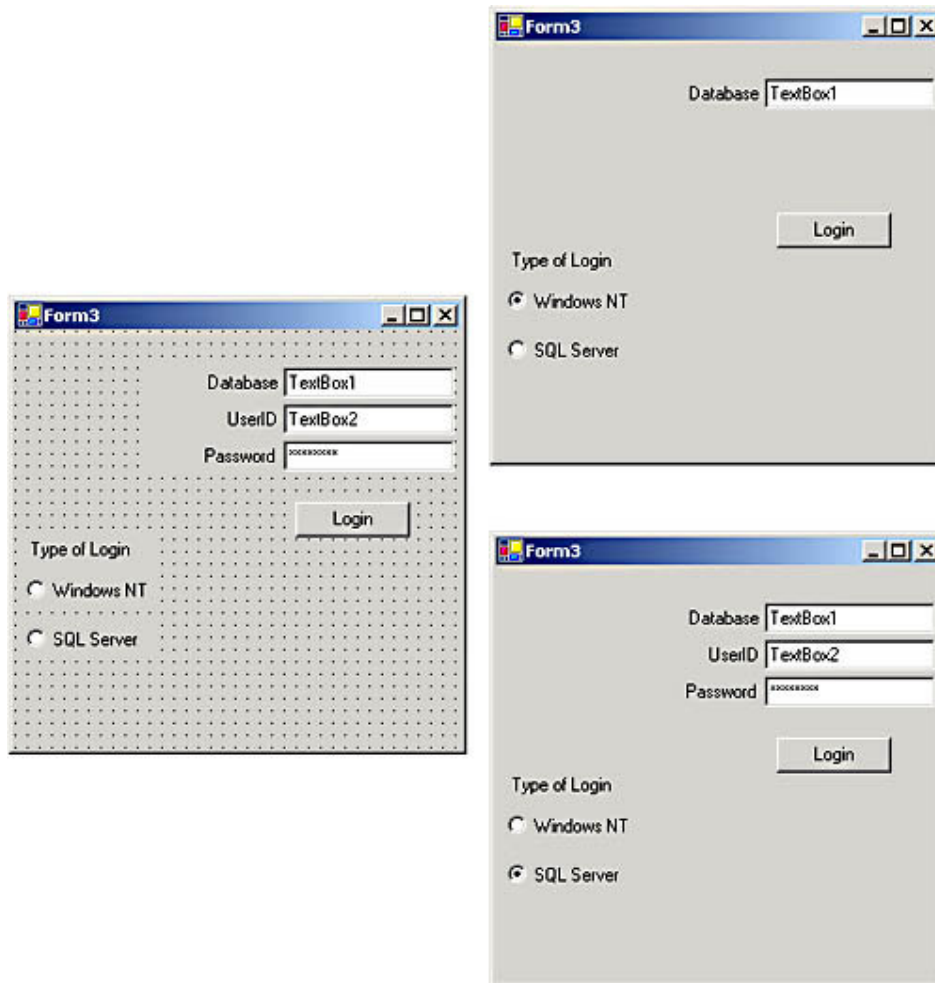 Form3
Database TextBox1
UserID TextBox2
Password ********
Login
Type of Login
Windows NT
SQL Server
Form3
Database TextBox1
Login
Type of Login
Windows NT
SQL Server
Form3
Database TextBox1
UserID TextBox2
Password ********
Login
Type of Login
Windows NT
SQL Server